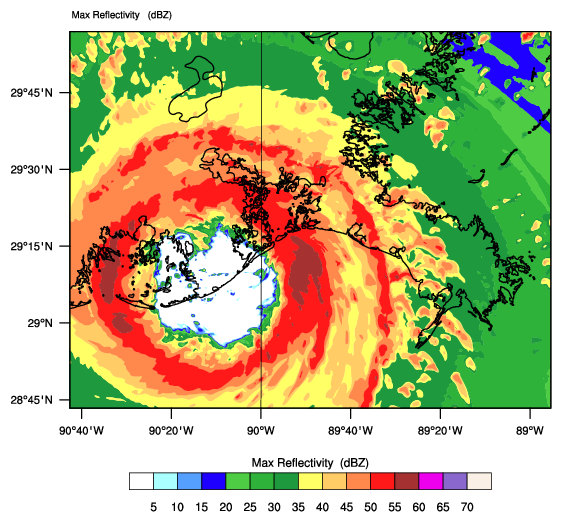 Max Reflectivity (dBZ)
29°45'N
29°30'N
29°15'N
29°N
28°45'N
90°40'W 90°20'W 90°W 89°40'W 89°20'W 89°W
Max Reflectivity (dBZ)
5 10 15 20 25 30 35 40 45 50 55 60 65 70